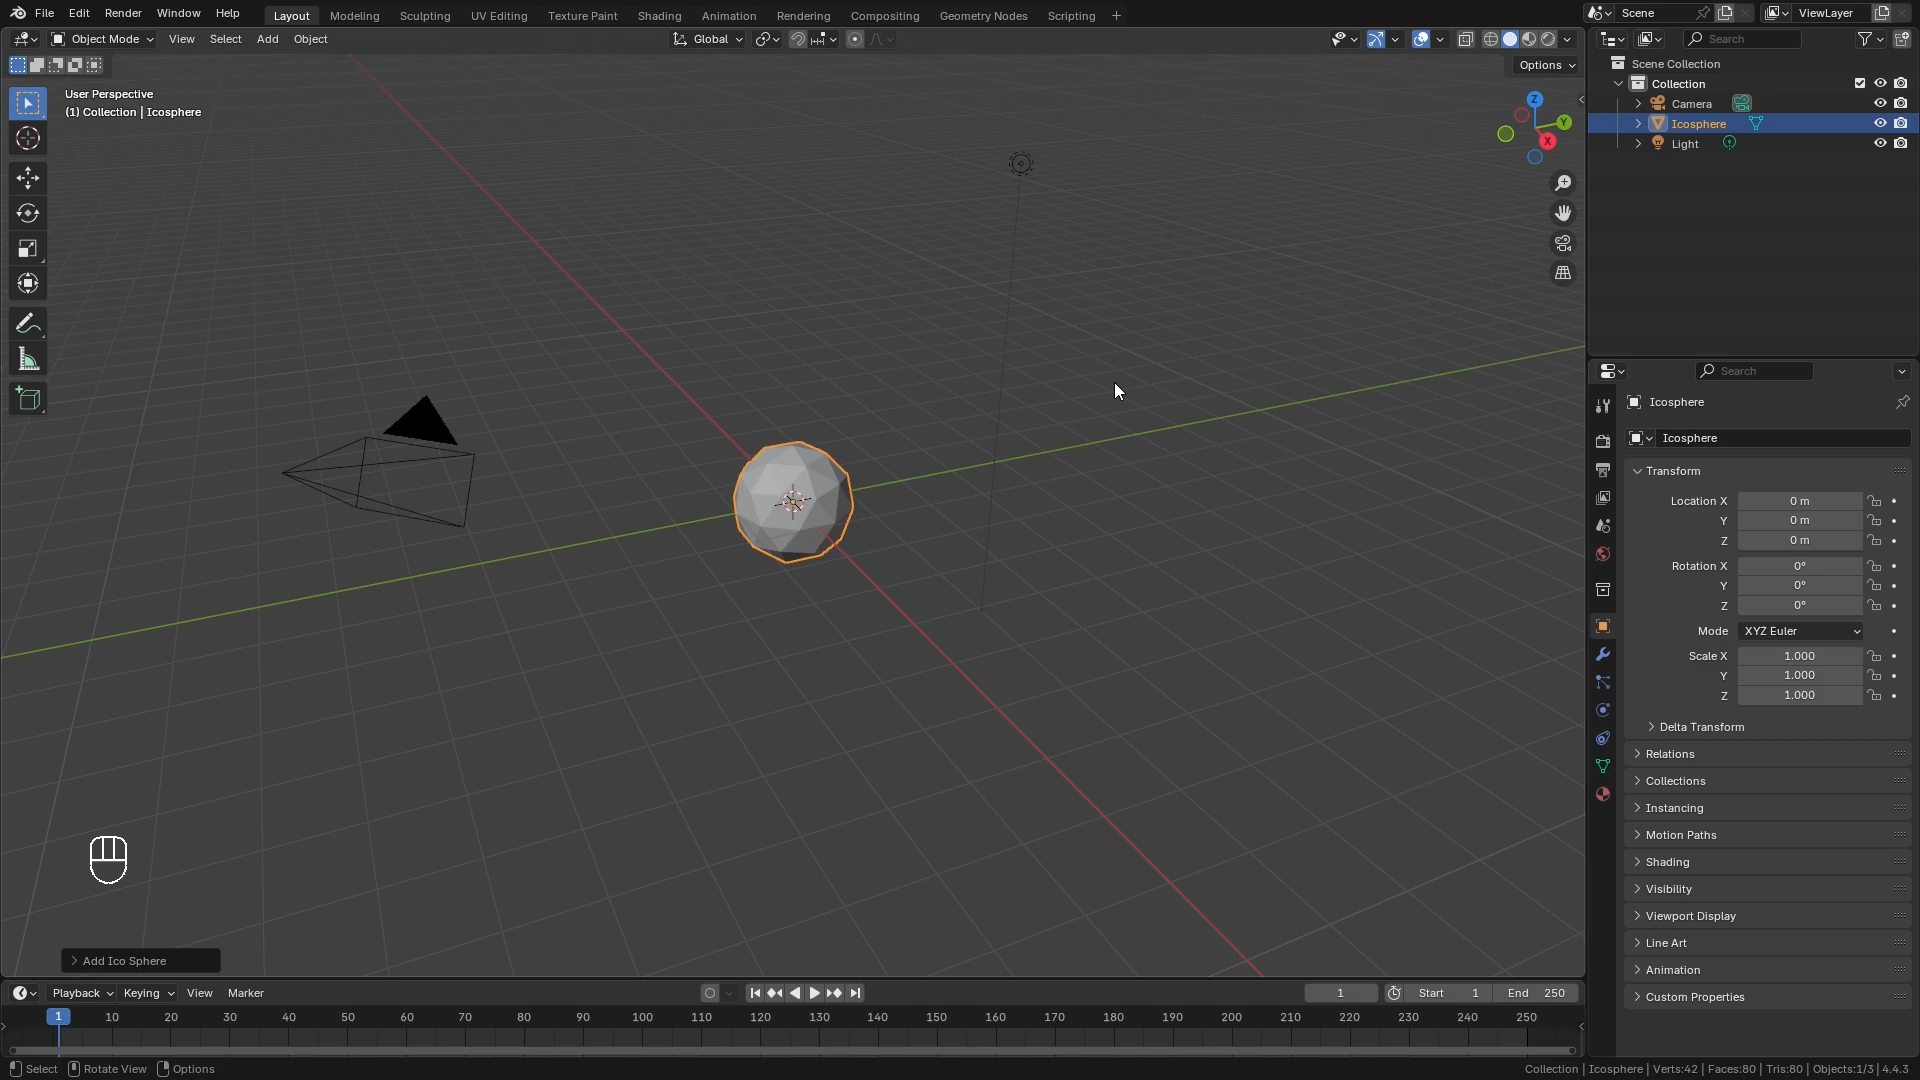 File Edit Render Window Help Layout Modeling Sculpting UV Editing Texture Paint Shading Animation Rendering Compositing Geometry Nodes Scripting + Scene ViewLayer
Object Mode View Select Add Object Global Search
Options
User Perspective
(1) Collection | Icosphere
Z
Y
X
Scene Collection
Collection
Camera
Icosphere
Light
Search
Icosphere
Icosphere
Transform
Location X 0 m
Y 0 m
Z 0 m
Rotation X 0°
Y 0°
Z 0°
Mode XYZ Euler
Scale X 1.000
Y 1.000
Z 1.000
Delta Transform
Relations
Collections
Instancing
Motion Paths
Shading
Visibility
Viewport Display
Line Art
Animation
Custom Properties
Add Ico Sphere
Playback Keying View Marker 1 Start 1 End 250
1 10 20 30 40 50 60 70 80 90 100 110 120 130 140 150 160 170 180 190 200 210 220 230 240 250
Select Rotate View Options Collection | Icosphere | Verts:42 | Faces:80 | Tris:80 | Objects:1/3 | 4.4.3